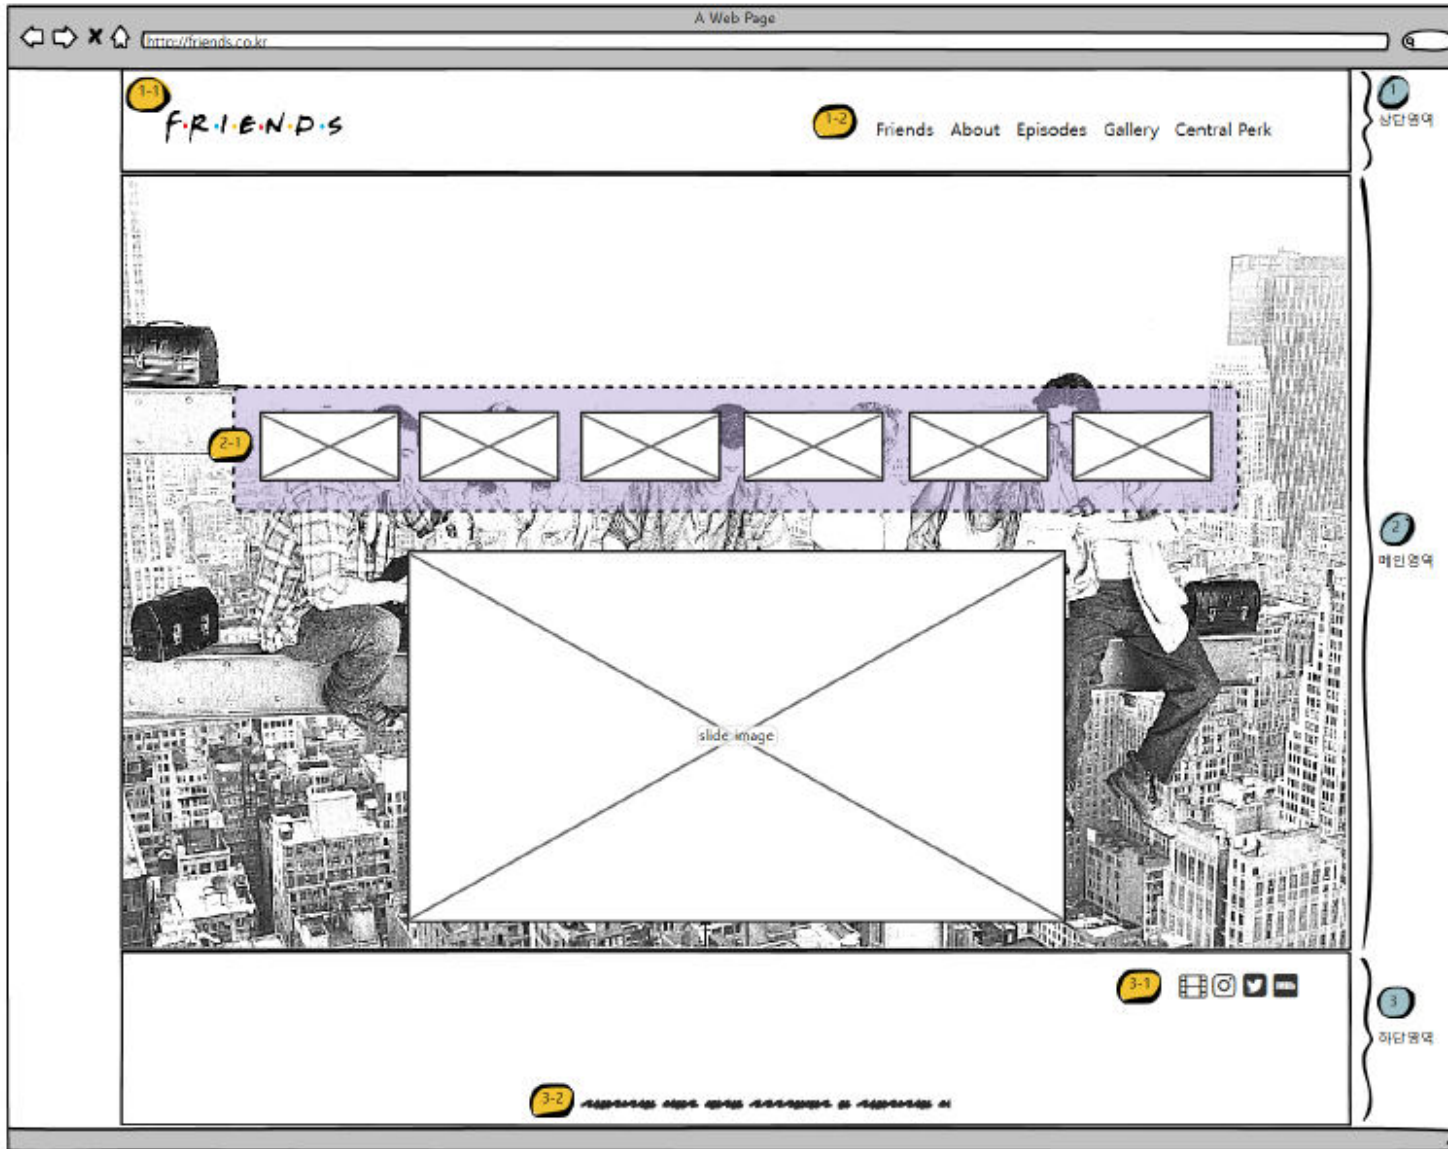 A Web Page
http://friends.co.kr
1-1
F·R·I·E·N·D·S
1-2
Friends About Episodes Gallery Central Perk
1
상단영역
2-1
2
메인영역
slide image
3-1
3
하단영역
3-2